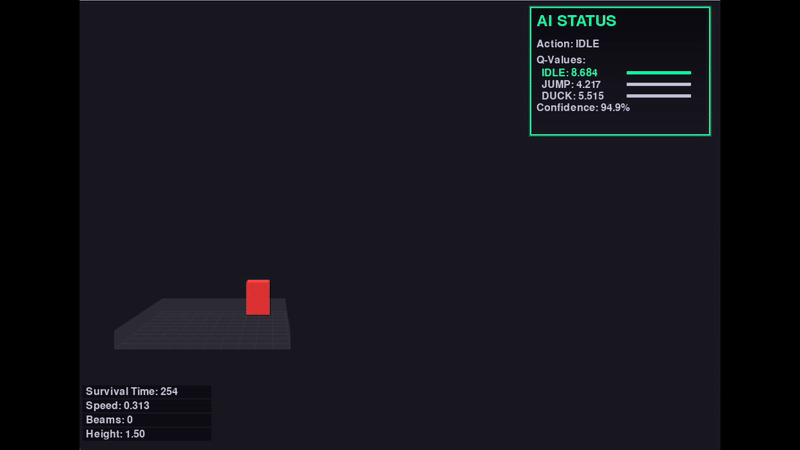 AI STATUS
Action: IDLE
Q-Values:
IDLE: 8.684
JUMP: 4.217
DUCK: 5.515
Confidence: 94.9%
Survival Time: 254
Speed: 0.313
Beams: 0
Height: 1.50